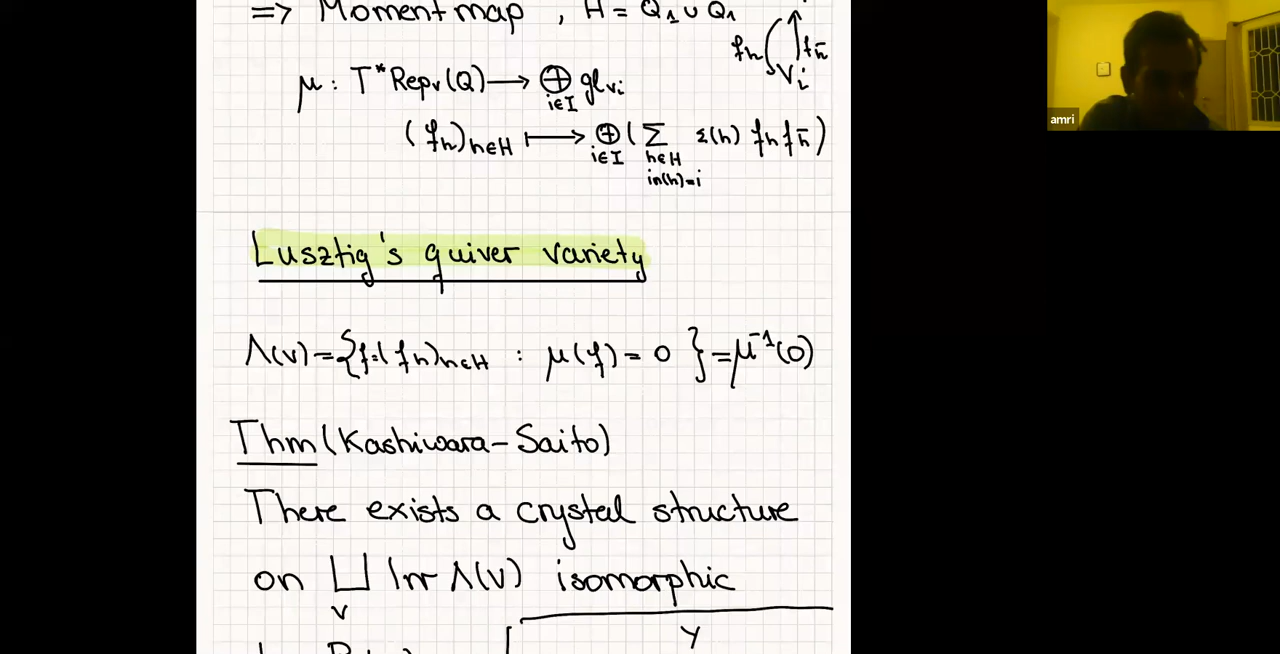 => Moment map , H = Q₁ ∪ Q₁
fh fh̄
Vi
μ : T*Repv(Q) → ⊕ glvi
i∈I
(fh)h∈H ↦ ⊕ ( Σ ε(h) fh fh̄ )
i∈I h∈H
in(h)=i
amri
Lusztig's quiver variety
Λ(v) = { f=(fh)h∈H : μ(f) = 0 } = μ⁻¹(0)
Thm (Kashiwara-Saito)
There exists a crystal structure
on ⊔ Irr Λ(v) isomorphic
v
Y